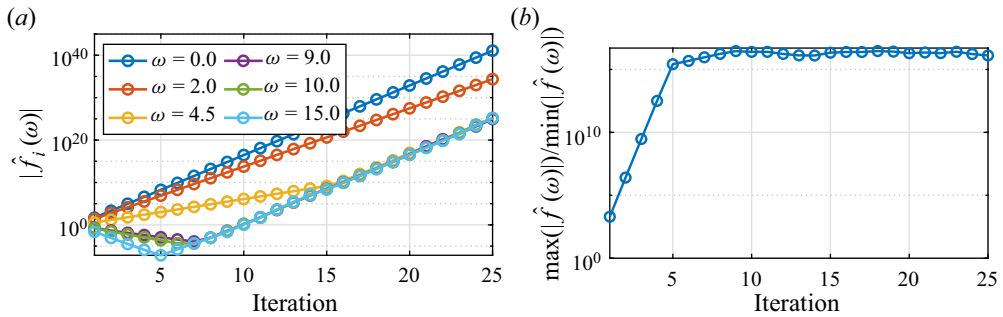 (a)
10^40
10^20
10^0
|f̂_i (ω)|
ω = 0.0
ω = 2.0
ω = 4.5
ω = 9.0
ω = 10.0
ω = 15.0
5 10 15 20 25
Iteration
(b)
10^10
10^0
max(|f̂ (ω)|)/min(|f̂ (ω)|)
5 10 15 20 25
Iteration